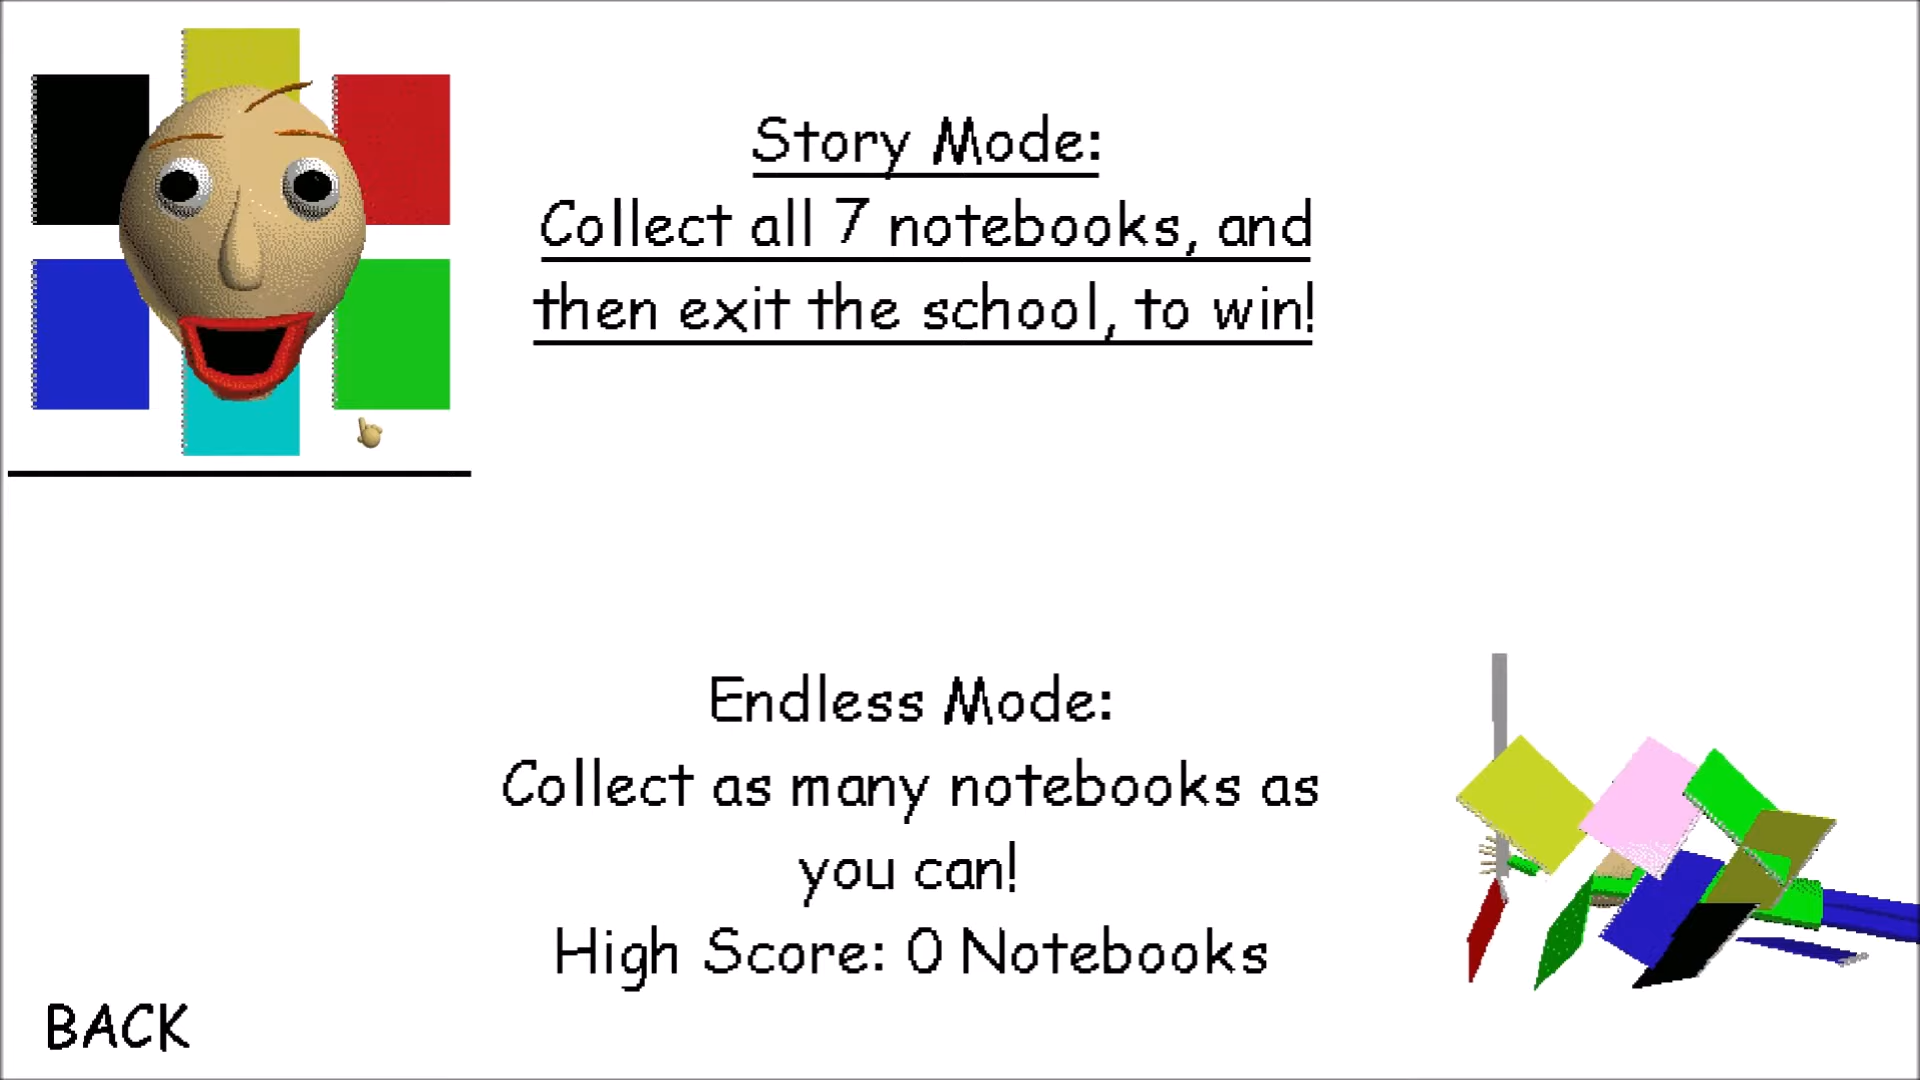 Story Mode:
Collect all 7 notebooks, and
then exit the school, to win!
Endless Mode:
Collect as many notebooks as
you can!
High Score: 0 Notebooks
BACK